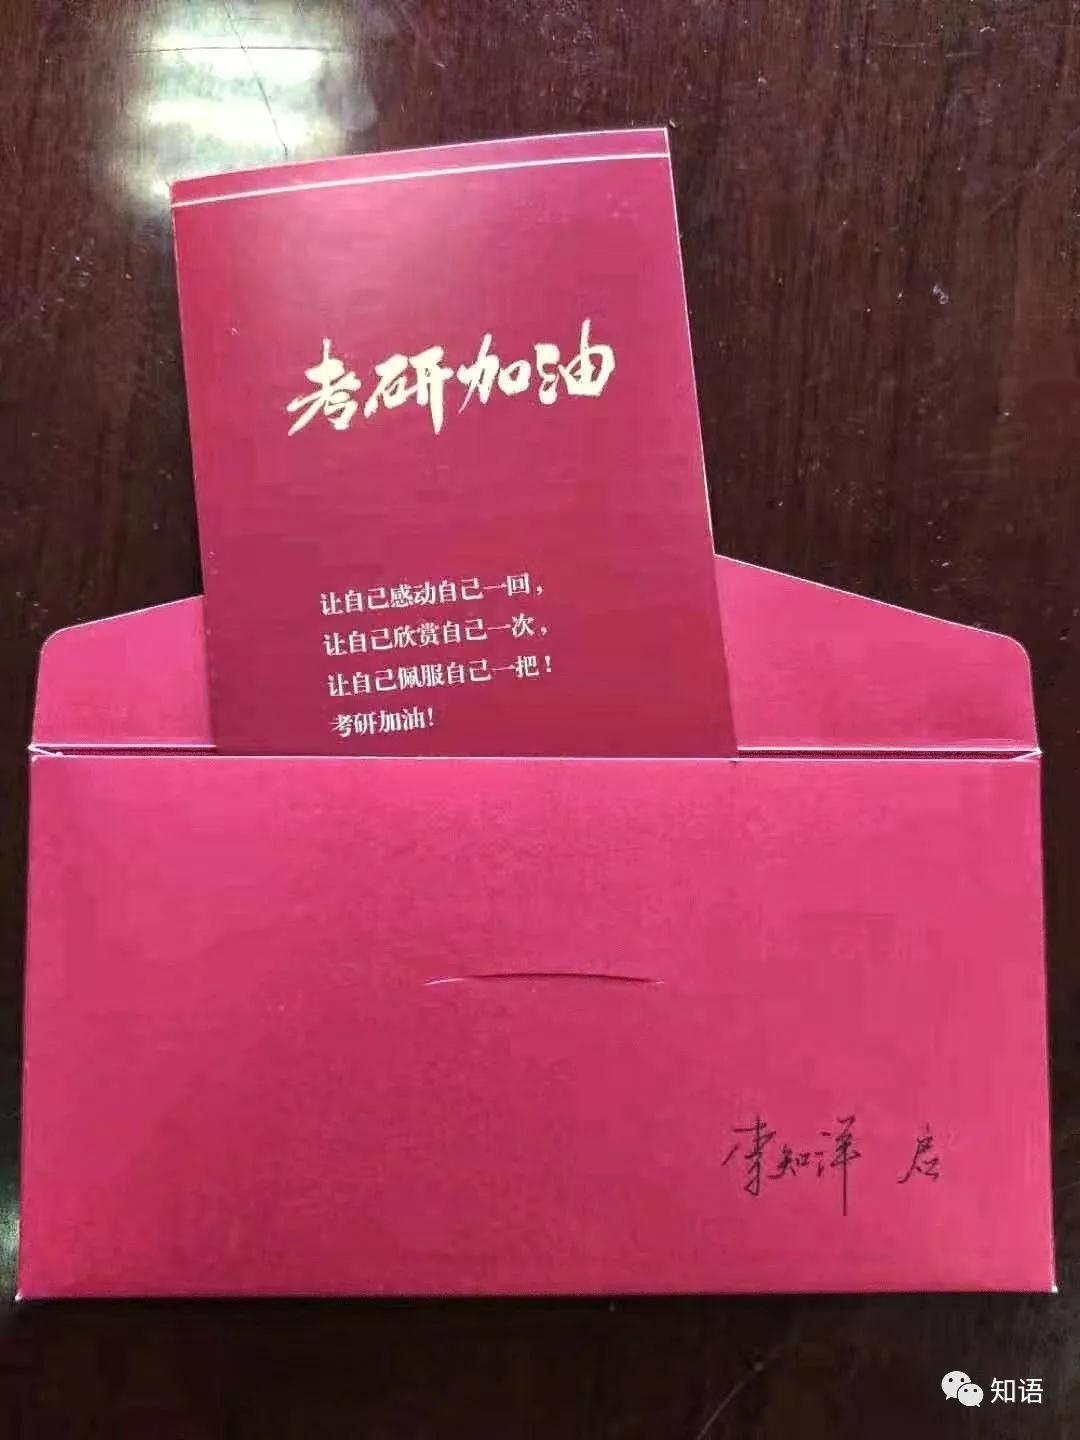 考研加油
让自己感动自己一回，
让自己欣赏自己一次，
让自己佩服自己一把！
考研加油！
李知洋 启
知语